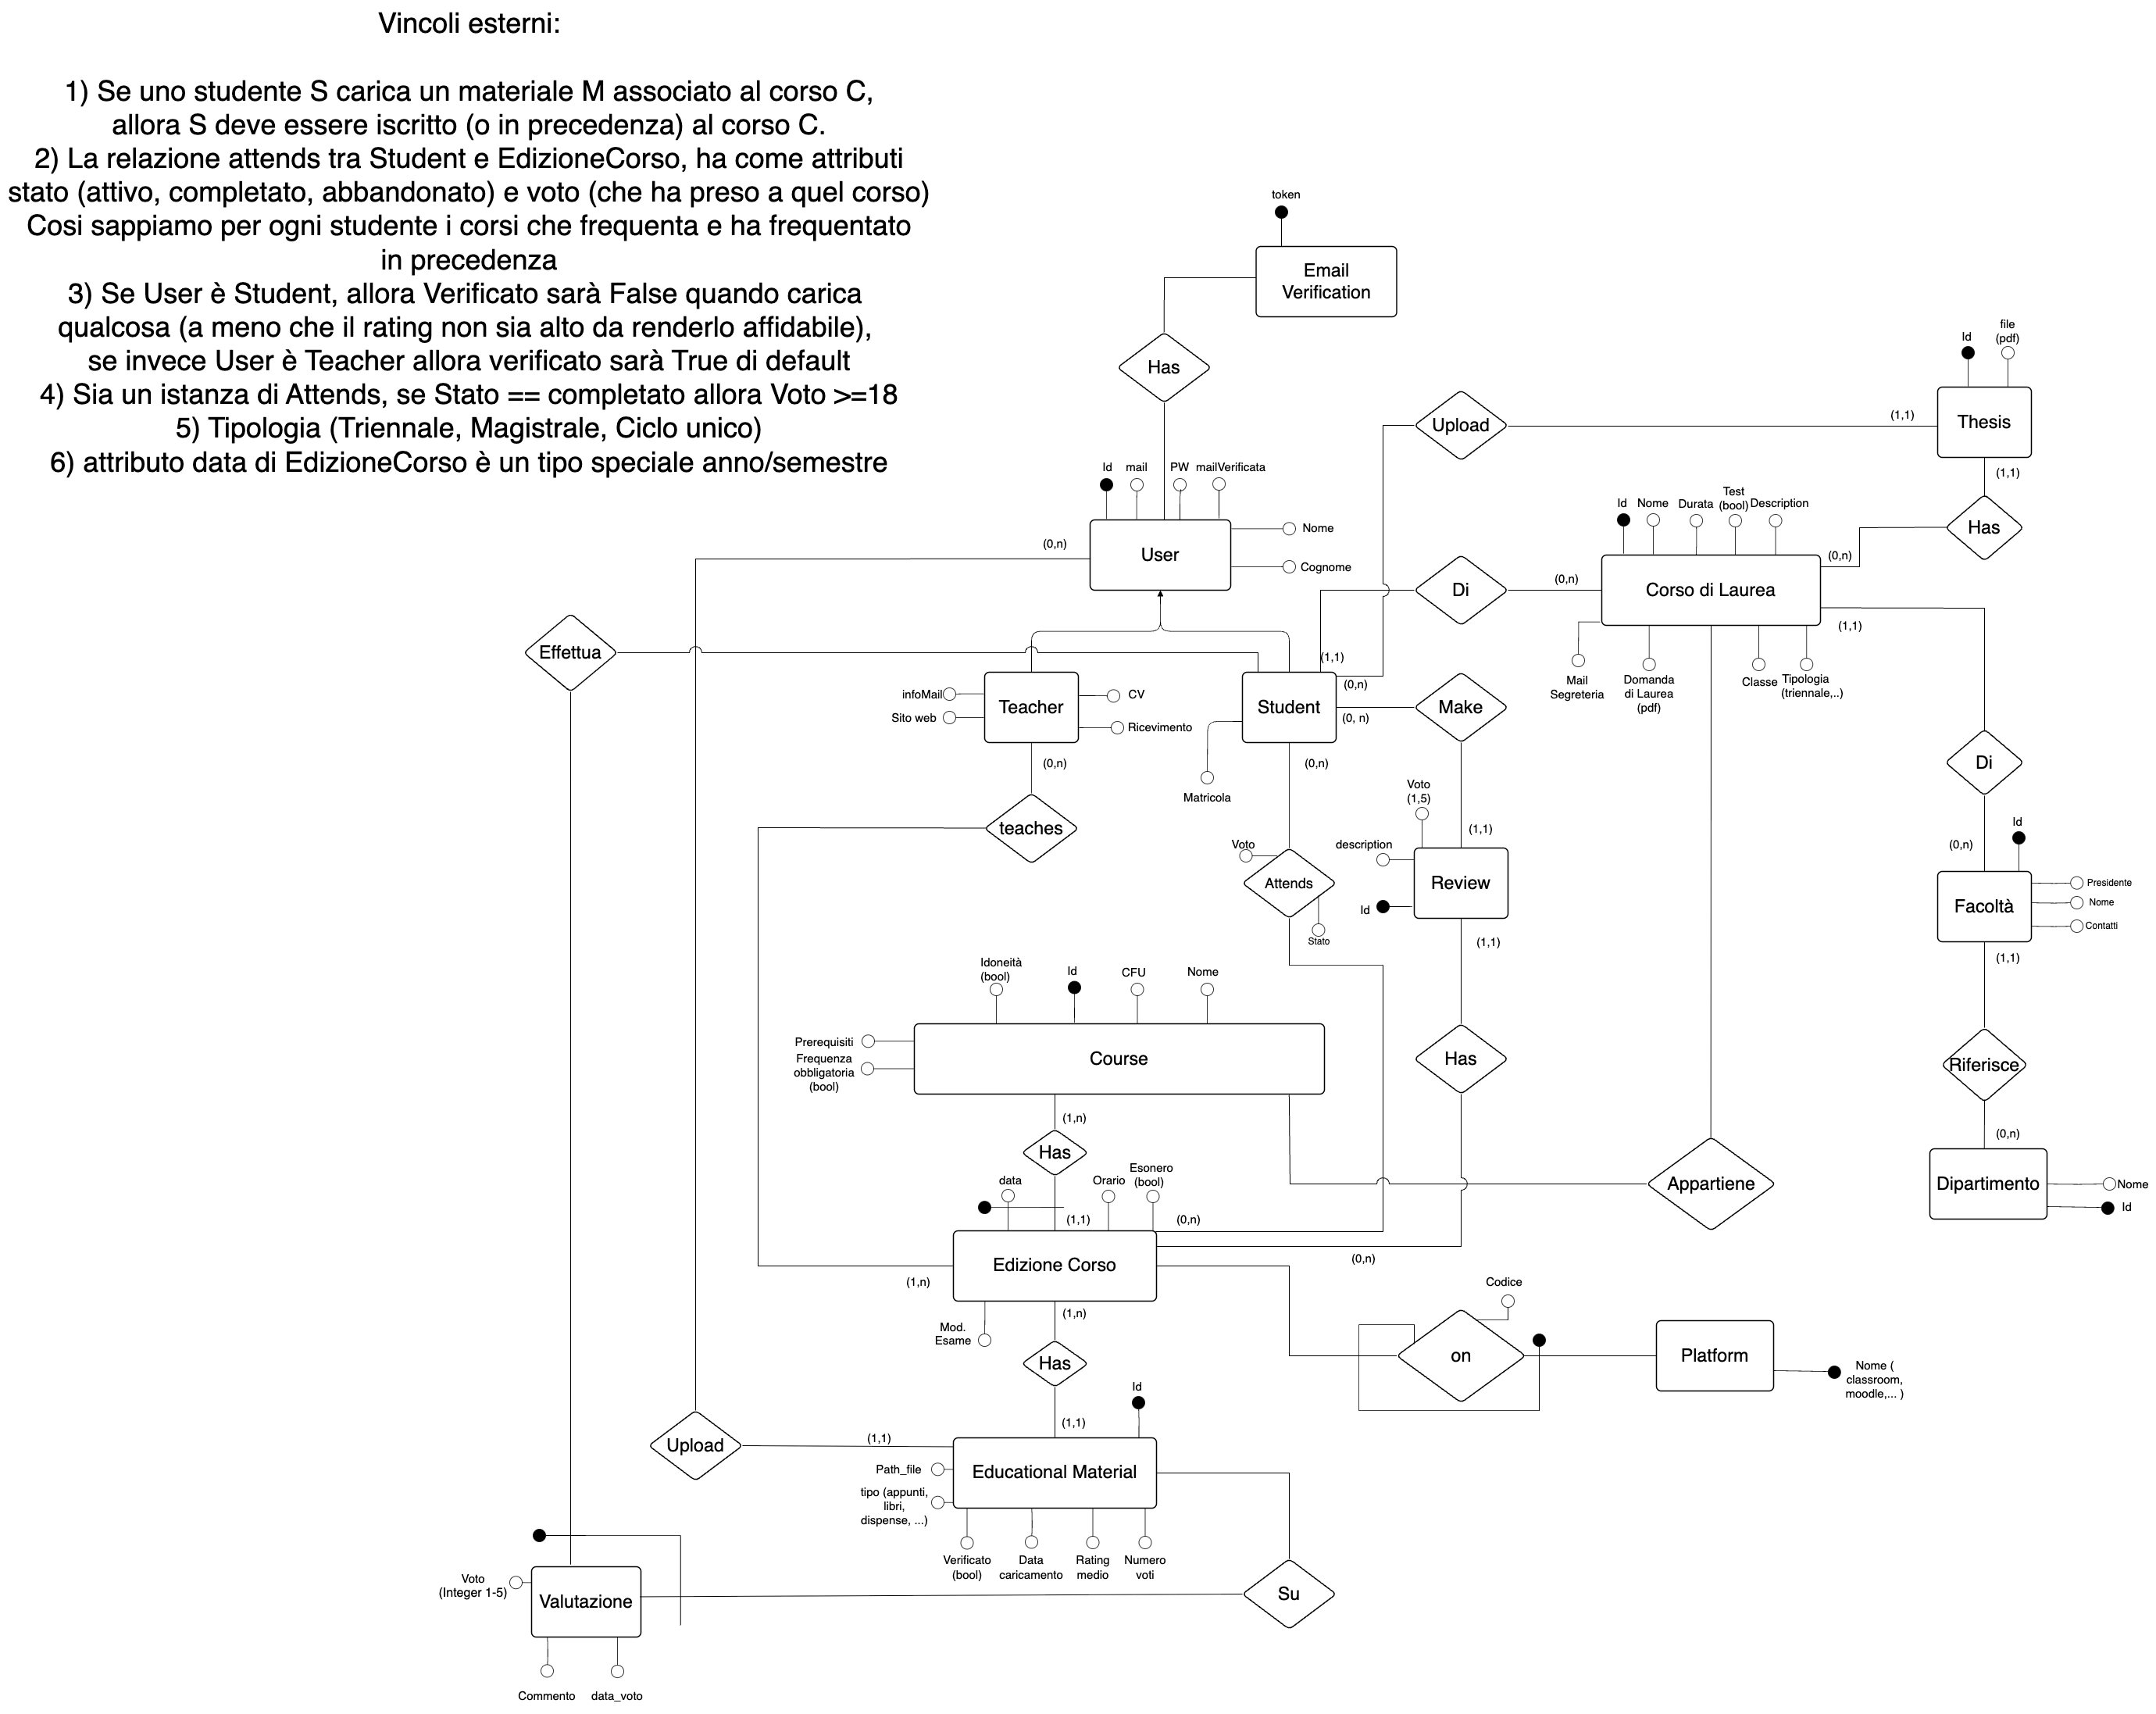 Vincoli esterni:
1) Se uno studente S carica un materiale M associato al corso C,
allora S deve essere iscritto (o in precedenza) al corso C.
2) La relazione attends tra Student e EdizioneCorso, ha come attributi
stato (attivo, completato, abbandonato) e voto (che ha preso a quel corso)
Cosi sappiamo per ogni studente i corsi che frequenta e ha frequentato
in precedenza
3) Se User è Student, allora Verificato sarà False quando carica
qualcosa (a meno che il rating non sia alto da renderlo affidabile),
se invece User è Teacher allora verificato sarà True di default
4) Sia un istanza di Attends, se Stato == completato allora Voto >=18
5) Tipologia (Triennale, Magistrale, Ciclo unico)
6) attributo data di EdizioneCorso è un tipo speciale anno/semestre
token
Email
Verification
Has
Id
file
(pdf)
Thesis
(1,1)
(1,1)
Upload
Has
Id
mail
PW
mailVerificata
Nome
Cognome
User
(0,n)
Id
Nome
Durata
Test
(bool)
Description
(0,n)
Corso di Laurea
(0,n)
(1,1)
Di
Mail
Segreteria
Domanda
di Laurea
(pdf)
Classe
Tipologia
(triennale,..)
Effettua
infoMail
Sito web
Teacher
CV
Ricevimento
(0,n)
(1,1)
(0,n)
Student
(0, n)
(0,n)
Matricola
Make
Di
teaches
Voto
(1,5)
(1,1)
description
Review
Id
(1,1)
Voto
Attends
Stato
(0,n)
Id
Facoltà
Presidente
Nome
Contatti
(1,1)
Idoneità
(bool)
Id
CFU
Nome
Prerequisiti
Frequenza
obbligatoria
(bool)
Course
Has
Riferisce
(1,n)
Has
(0,n)
Dipartimento
Nome
Id
Appartiene
data
Orario
Esonero
(bool)
(1,1)
(0,n)
Edizione Corso
(0,n)
(1,n)
(1,n)
Mod.
Esame
Has
Codice
on
Platform
Nome (
classroom,
moodle,... )
Id
(1,1)
Upload
(1,1)
Educational Material
Path_file
tipo (appunti,
libri,
dispense, ...)
Verificato
(bool)
Data
caricamento
Rating
medio
Numero
voti
Voto
(Integer 1-5)
Valutazione
Su
Commento
data_voto